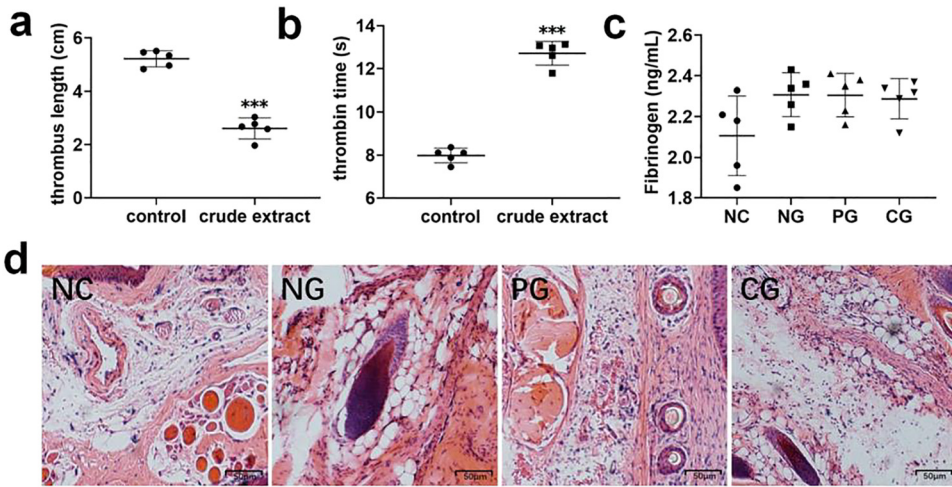 a
thrombus length (cm)
6
4
2
0
***
control crude extract
b
thrombin time (s)
14
12
10
8
6
***
control crude extract
c
Fibrinogen (ng/mL)
2.6
2.4
2.2
2.0
1.8
NC NG PG CG
d
NC NG PG CG
50μm 50μm 50μm 50μm